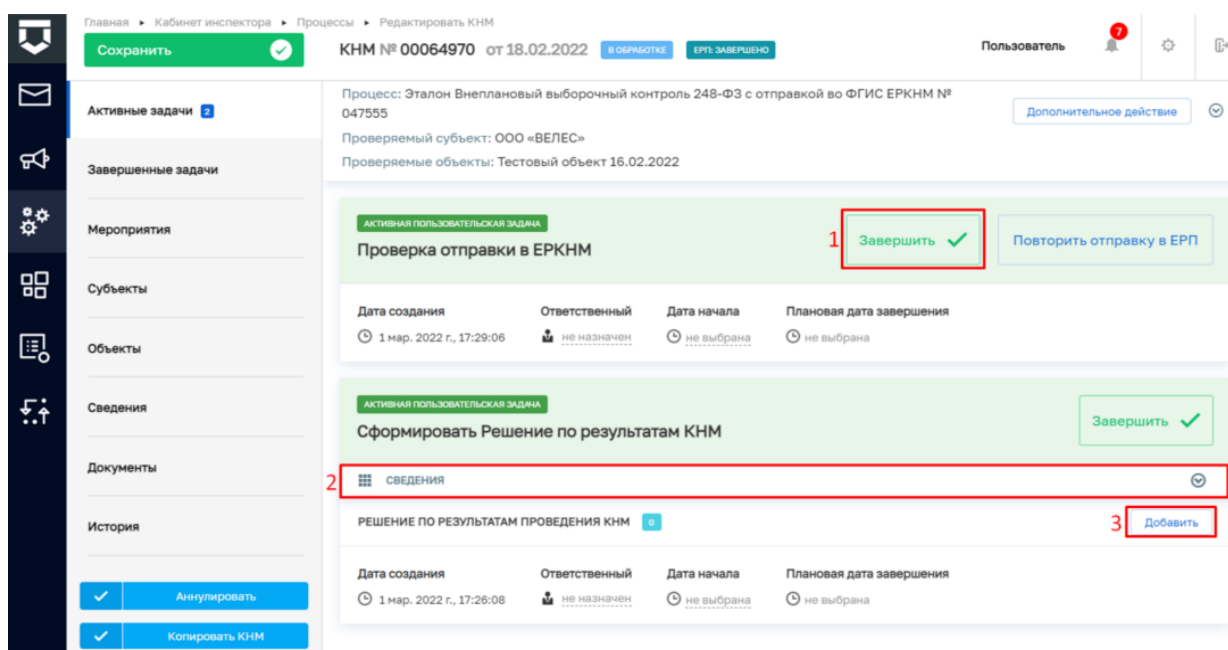 Главная ▸ Кабинет инспектора ▸ Процессы ▸ Редактировать КНМ
Сохранить
КНМ № 00064970 от 18.02.2022 В ОБРАБОТКЕ ЕРП: ЗАВЕРШЕНО
Пользователь
7
Активные задачи 2
Завершенные задачи
Мероприятия
Субъекты
Объекты
Сведения
Документы
История
Аннулировать
Копировать КНМ
Процесс: Эталон Внеплановый выборочный контроль 248-ФЗ с отправкой во ФГИС ЕРКНМ №
047555
Дополнительное действие
Проверяемый субъект: ООО «ВЕЛЕС»
Проверяемые объекты: Тестовый объект 16.02.2022
АКТИВНАЯ ПОЛЬЗОВАТЕЛЬСКАЯ ЗАДАЧА
Проверка отправки в ЕРКНМ
1 Завершить
Повторить отправку в ЕРП
Дата создания Ответственный Дата начала Плановая дата завершения
1 мар. 2022 г., 17:29:06 не назначен не выбрана не выбрана
АКТИВНАЯ ПОЛЬЗОВАТЕЛЬСКАЯ ЗАДАЧА
Сформировать Решение по результатам КНМ
Завершить
2 СВЕДЕНИЯ
РЕШЕНИЕ ПО РЕЗУЛЬТАТАМ ПРОВЕДЕНИЯ КНМ 0
3 Добавить
Дата создания Ответственный Дата начала Плановая дата завершения
1 мар. 2022 г., 17:26:08 не назначен не выбрана не выбрана